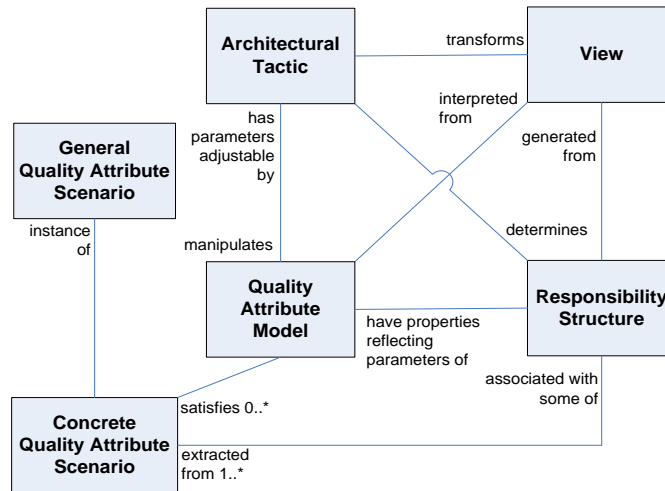 Architectural
Tactic
transforms
View
has
parameters
adjustable
by
interpreted
from
generated
from
General
Quality Attribute
Scenario
instance
of
manipulates
determines
Quality
Attribute
Model
have properties
reflecting
parameters of
Responsibility
Structure
associated with
some of
satisfies 0..*
Concrete
Quality Attribute
Scenario
extracted
from 1..*